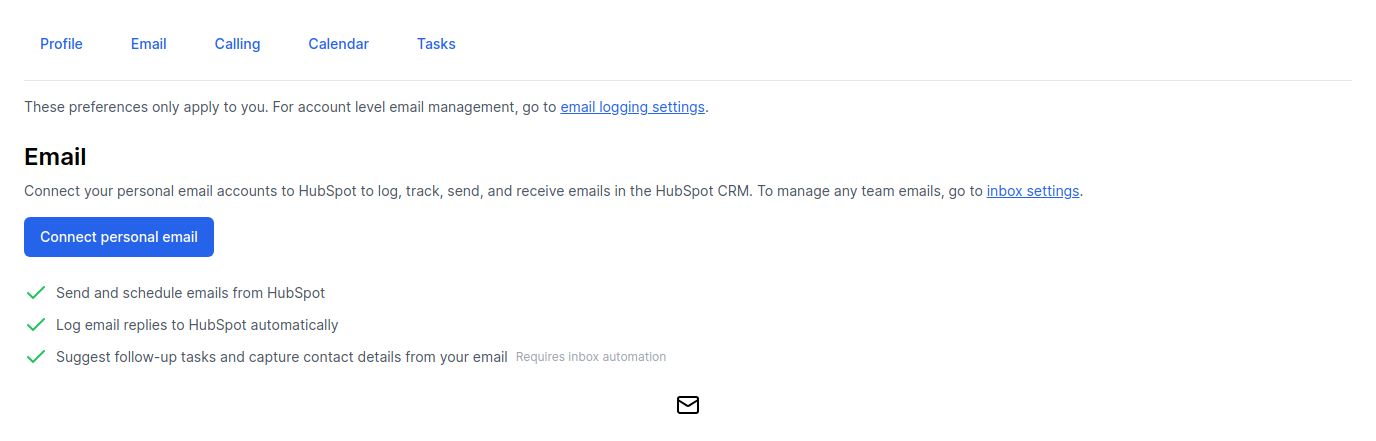 Profile Email Calling Calendar Tasks
These preferences only apply to you. For account level email management, go to email logging settings.
Email
Connect your personal email accounts to HubSpot to log, track, send, and receive emails in the HubSpot CRM. To manage any team emails, go to inbox settings.
Connect personal email
Send and schedule emails from HubSpot
Log email replies to HubSpot automatically
Suggest follow-up tasks and capture contact details from your email Requires inbox automation